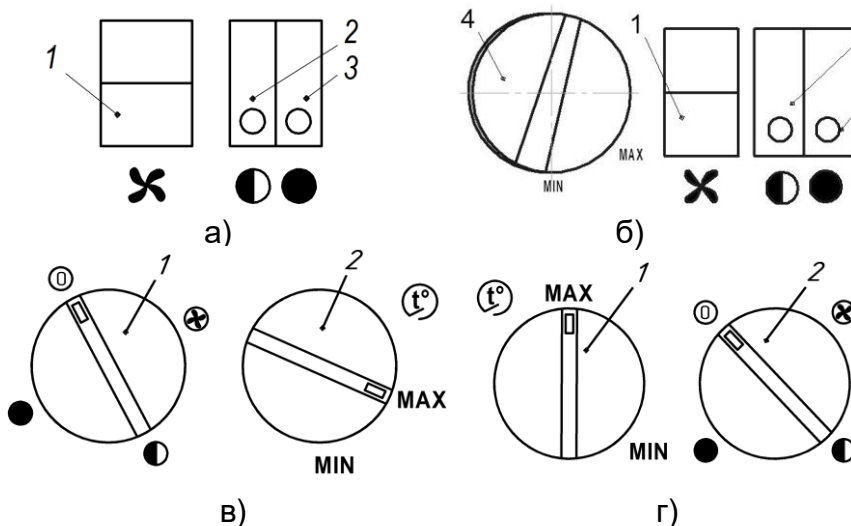 1 2 3
а)
4 1
MAX
MIN
б)
0 1 2 t°
MAX
MIN
в)
t° MAX 1 0 2
MIN
г)